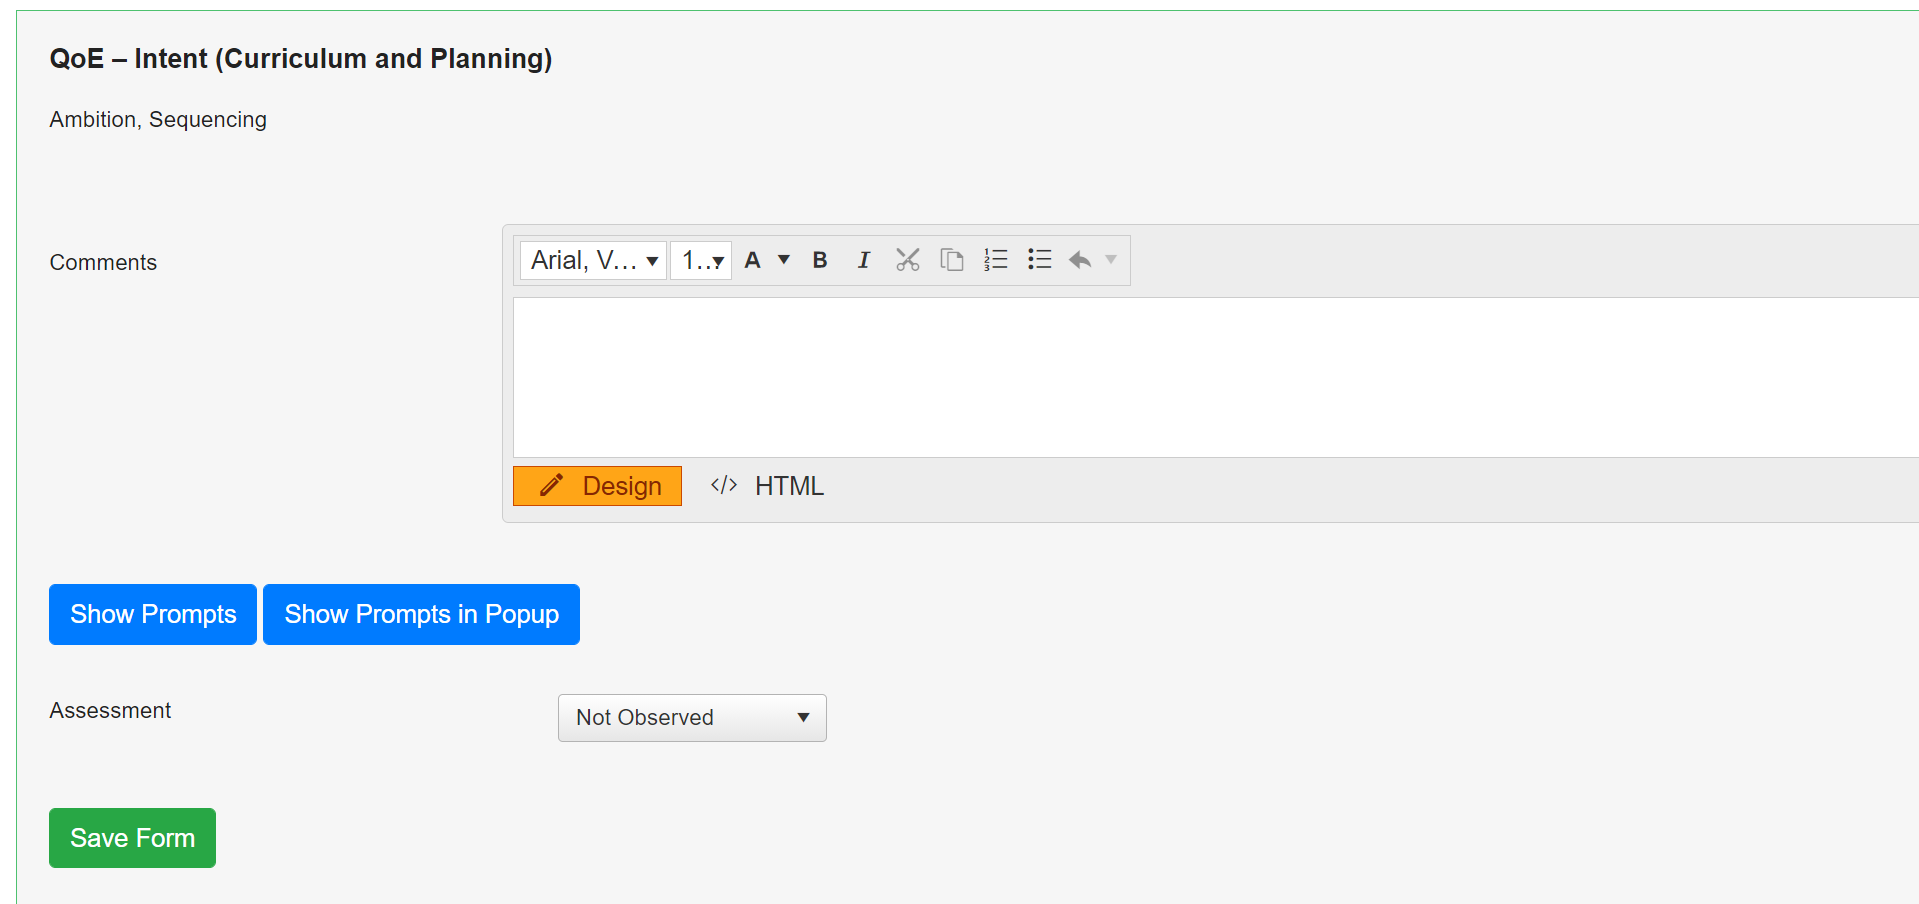 QoE – Intent (Curriculum and Planning)
Ambition, Sequencing
Comments
Arial, V... 1... A B I
Design </> HTML
Show Prompts Show Prompts in Popup
Assessment
Not Observed
Save Form